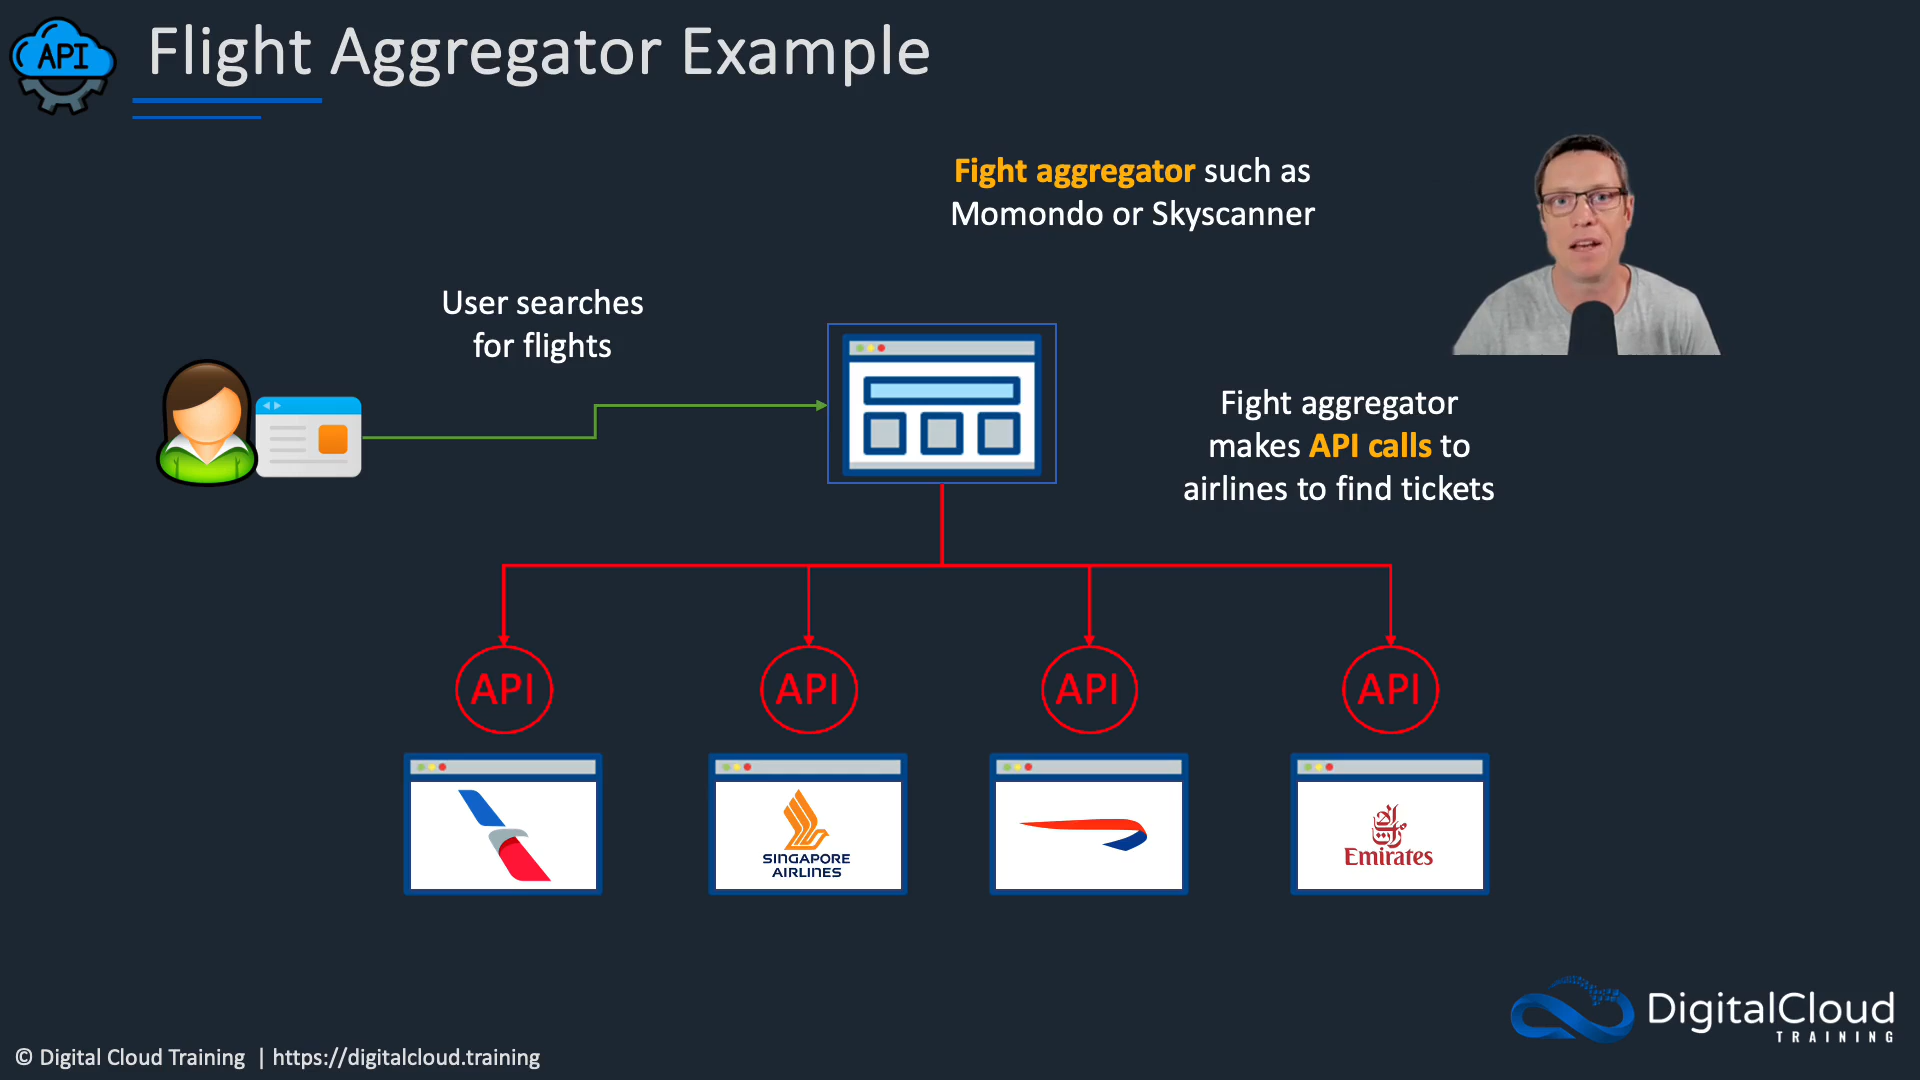 API
Flight Aggregator Example
Fight aggregator such as
Momondo or Skyscanner
User searches
for flights
Fight aggregator
makes API calls to
airlines to find tickets
API
API
API
API
SINGAPORE
AIRLINES
Emirates
DigitalCloud
TRAINING
© Digital Cloud Training | https://digitalcloud.training